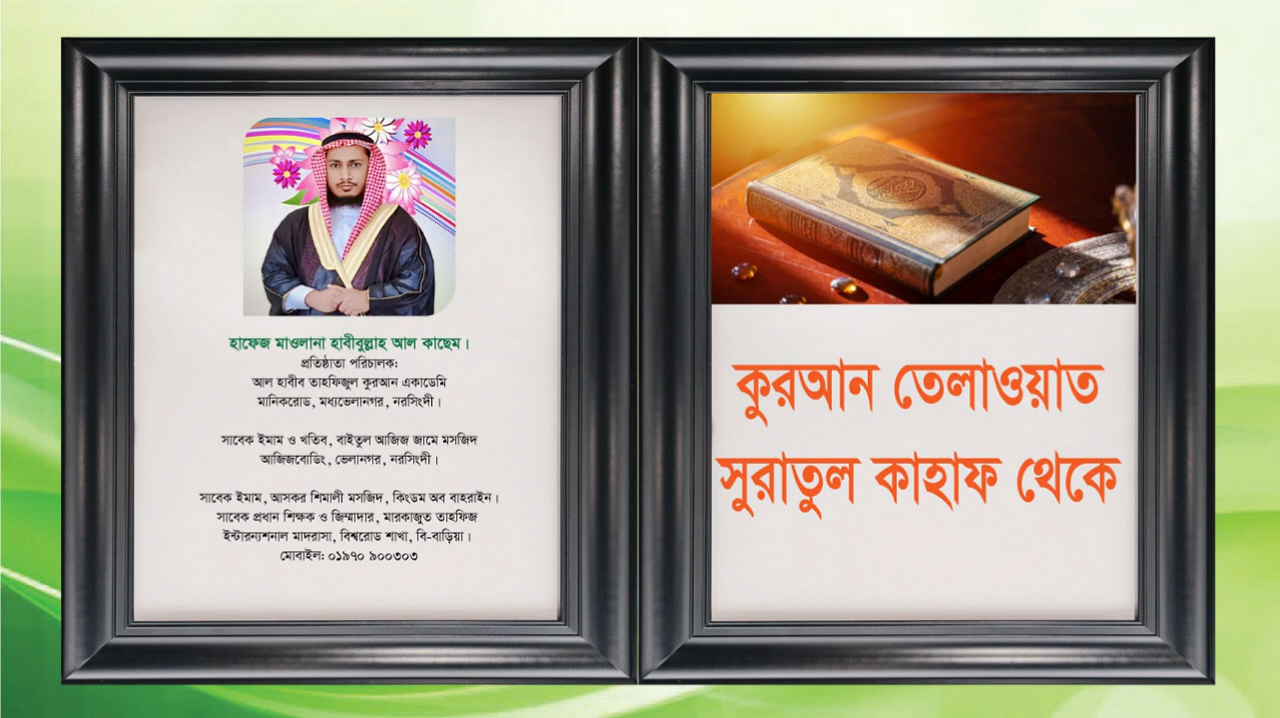 হাফেজ মাওলানা হাবীবুল্লাহ আল কাছেম।
প্রতিষ্ঠাতা পরিচালক:
আল হাবীব তাহফিজুল কুরআন একাডেমি
মানিকরোড, মধ্যভেলানগর, নরসিংদী।
সাবেক ইমাম ও খতিব, বাইতুল আজিজ জামে মসজিদ
আজিজবোডিং, ভেলানগর, নরসিংদী।
সাবেক ইমাম, আসকর শিমালী মসজিদ, কিংডম অব বাহরাইন।
সাবেক প্রধান শিক্ষক ও জিম্মাদার, মারকাজুত তাহফিজ
ইন্টারন্যশনাল মাদরাসা, বিশ্বরোড শাখা, বি-বাড়িয়া।
মোবাইল: ০১৯৭০ ৯০০৩০৩
কুরআন তেলাওয়াত
সুরাতুল কাহাফ থেকে